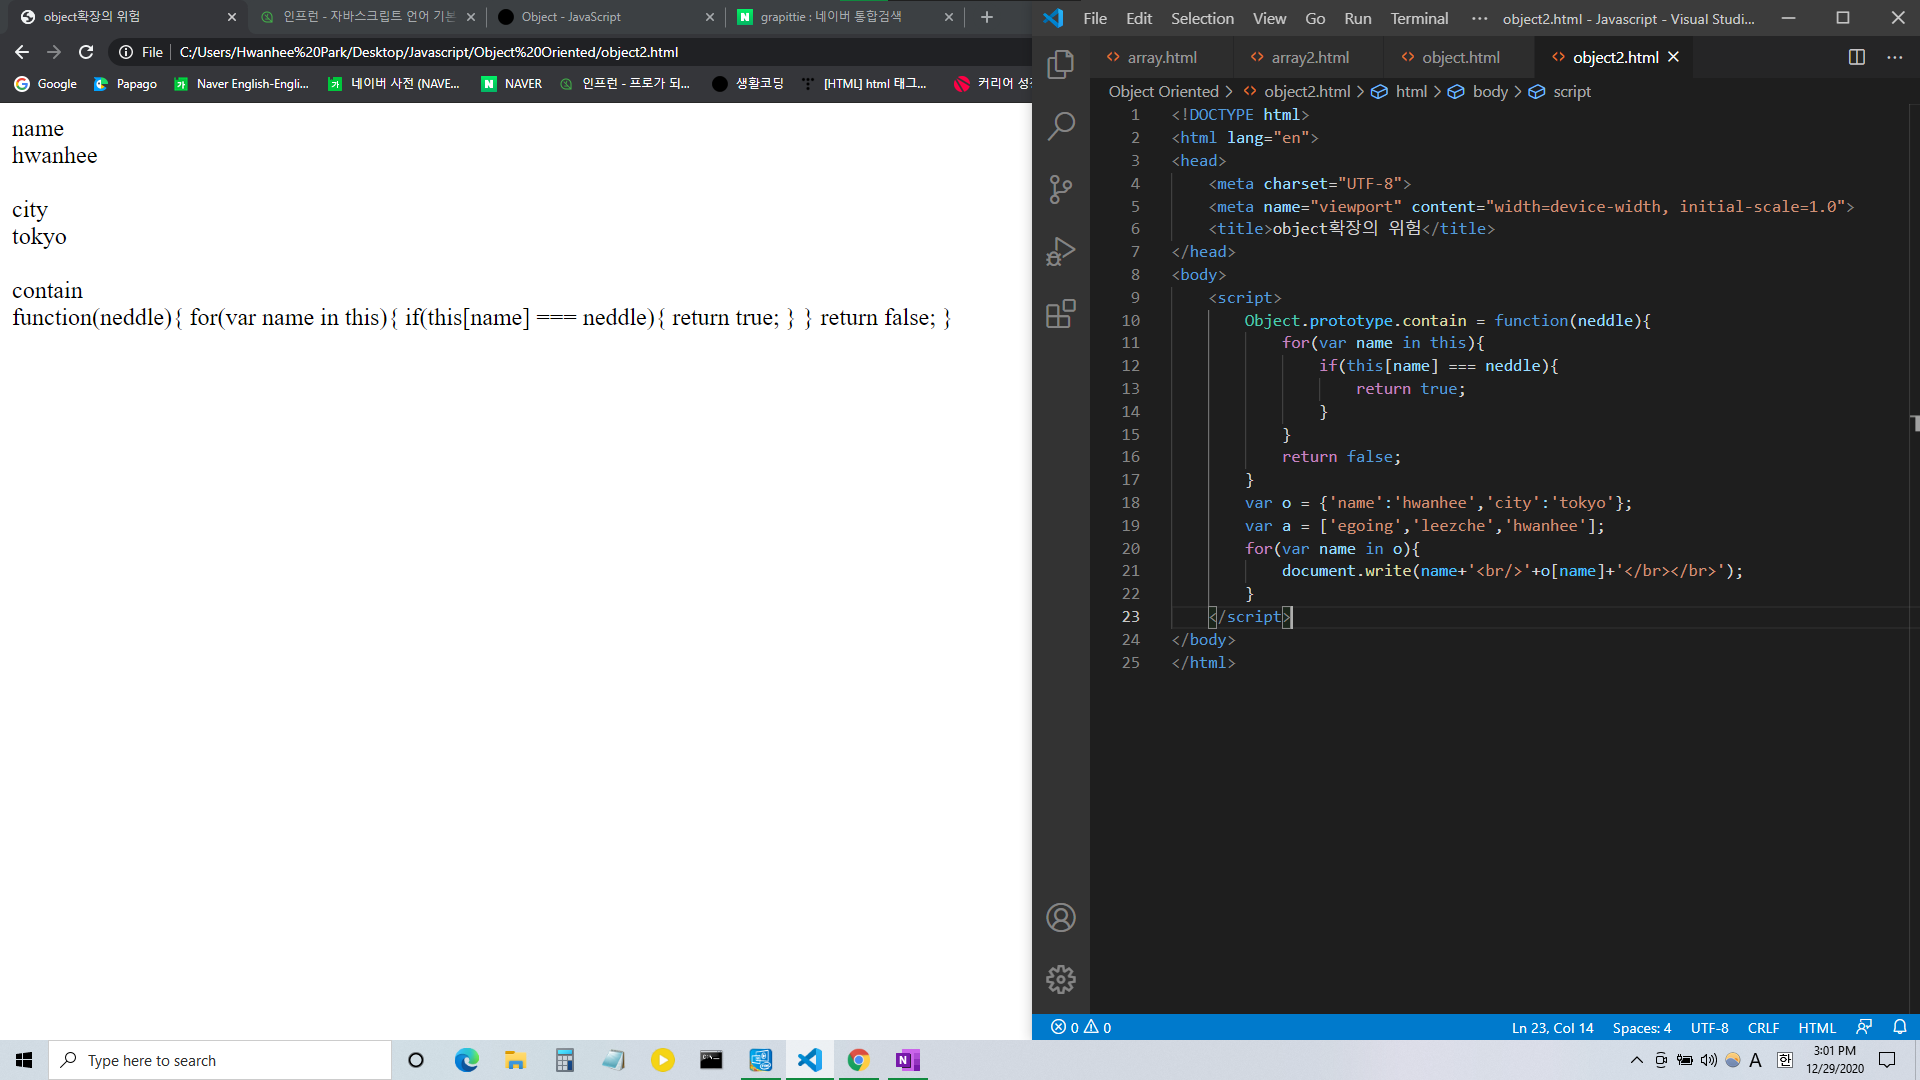 object확장의 위험
인프런 - 자바스크립트 언어 기본
Object - JavaScript
grapittie : 네이버 통합검색
File
C:/Users/Hwanhee%20Park/Desktop/Javascript/Object%20Oriented/object2.html
Google
Papago
Naver English-Engli...
네이버 사전 (NAVE...
NAVER
인프런 - 프로가 되...
생활코딩
[HTML] html 태그...
커리어 성장
name
hwanhee
city
tokyo
contain
function(neddle){ for(var name in this){ if(this[name] === neddle){ return true; } } return false; }
File Edit Selection View Go Run Terminal ··· object2.html - Javascript - Visual Studi...
array.html
array2.html
object.html
object2.html
Object Oriented > object2.html > html > body > script
1 <!DOCTYPE html>
2 <html lang="en">
3 <head>
4 <meta charset="UTF-8">
5 <meta name="viewport" content="width=device-width, initial-scale=1.0">
6 <title>object확장의 위험</title>
7 </head>
8 <body>
9 <script>
10 Object.prototype.contain = function(neddle){
11 for(var name in this){
12 if(this[name] === neddle){
13 return true;
14 }
15 }
16 return false;
17 }
18 var o = {'name':'hwanhee','city':'tokyo'};
19 var a = ['egoing','leezche','hwanhee'];
20 for(var name in o){
21 document.write(name+'<br/>'+o[name]+'</br></br>');
22 }
23 </script>
24 </body>
25 </html>
0 0
Ln 23, Col 14 Spaces: 4 UTF-8 CRLF HTML
Type here to search
A 한
3:01 PM
12/29/2020